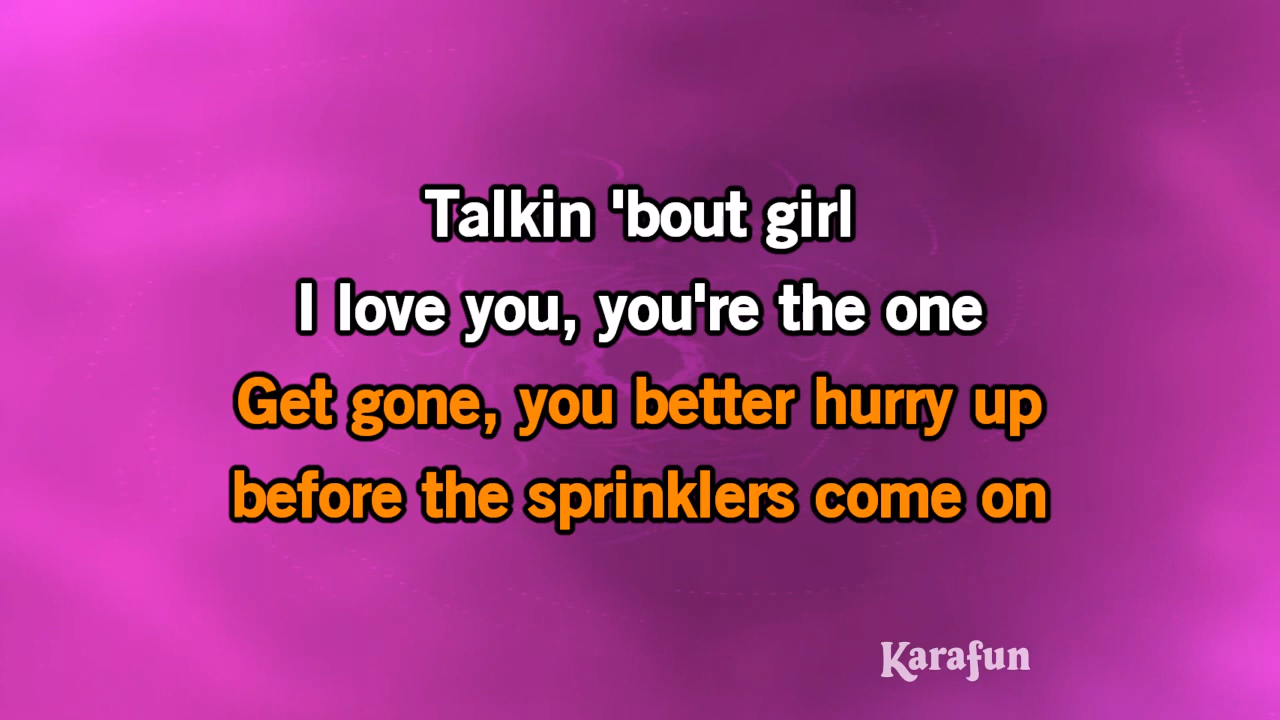 Talkin 'bout girl
I love you, you're the one
Get gone, you better hurry up
before the sprinklers come on
Karafun